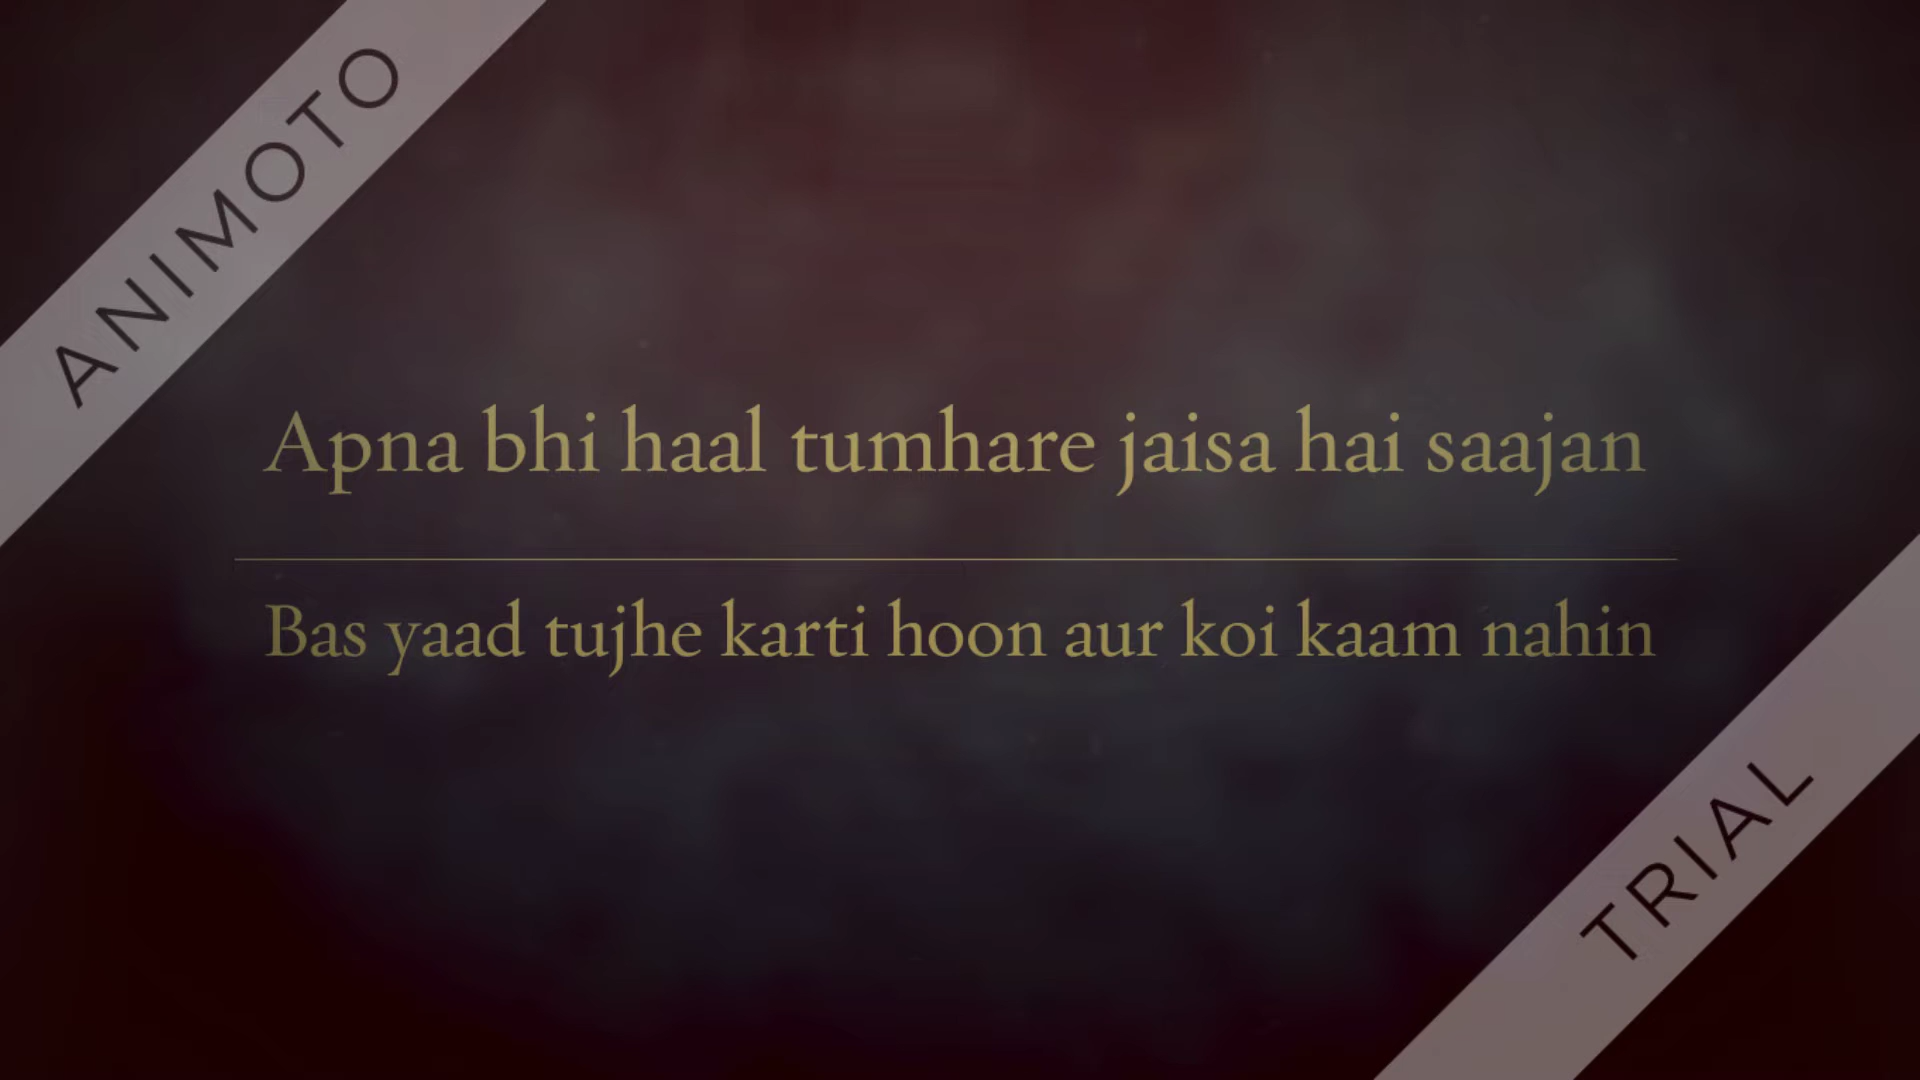 ANIMOTO
Apna bhi haal tumhare jaisa hai saajan
Bas yaad tujhe karti hoon aur koi kaam nahin
TRIAL